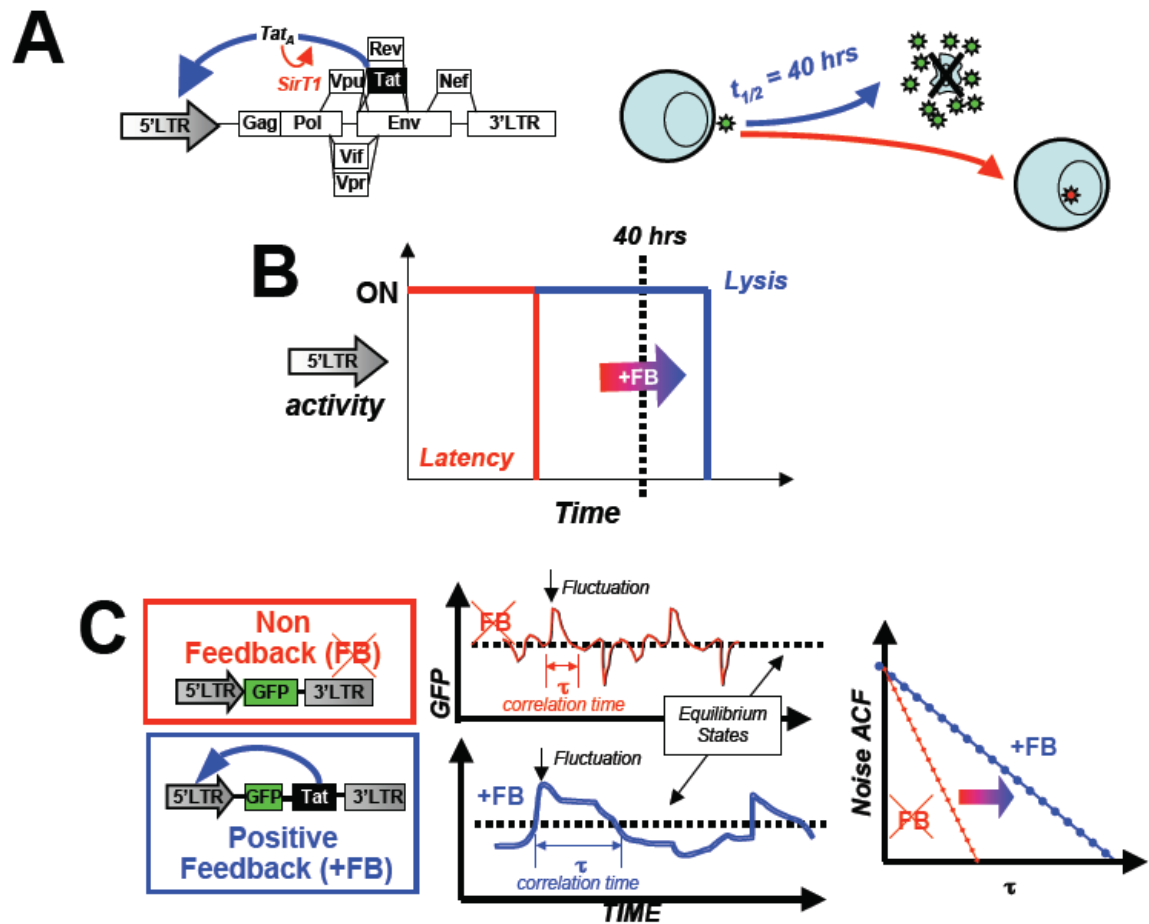 A
Tat_A
SirT1
Rev
Vpu
Tat
Nef
5'LTR
Gag
Pol
Env
3'LTR
Vif
Vpr
t_1/2 = 40 hrs
B
40 hrs
ON
Lysis
5'LTR
+FB
activity
Latency
Time
C
Non
Feedback (FB)
5'LTR
GFP
3'LTR
Positive
Feedback (+FB)
5'LTR
GFP
Tat
3'LTR
Fluctuation
FB
GFP
τ
correlation time
Equilibrium
States
Fluctuation
+FB
τ
correlation time
TIME
Noise ACF
+FB
FB
τ